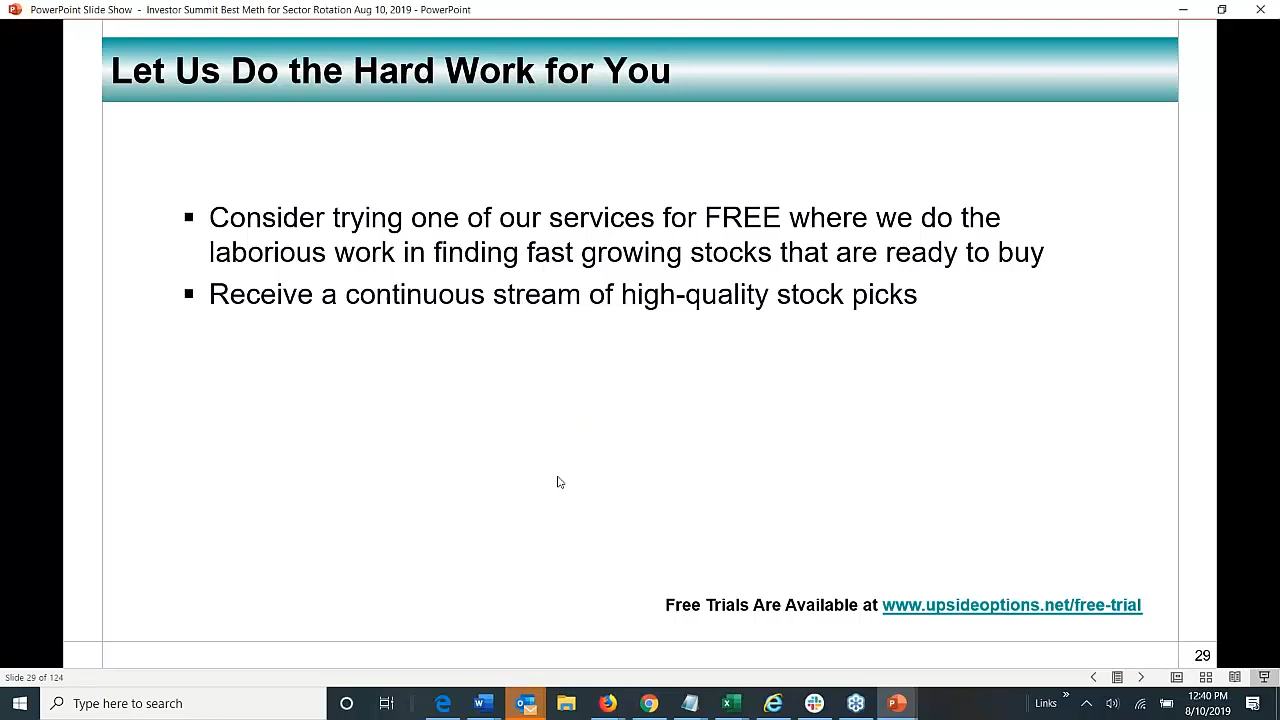 PowerPoint Slide Show - Investor Summit Best Meth for Sector Rotation Aug 10, 2019 - PowerPoint
Let Us Do the Hard Work for You
▪ Consider trying one of our services for FREE where we do the
laborious work in finding fast growing stocks that are ready to buy
▪ Receive a continuous stream of high-quality stock picks
Free Trials Are Available at www.upsideoptions.net/free-trial
29
Slide 29 of 124
Type here to search
Links
12:40 PM
8/10/2019